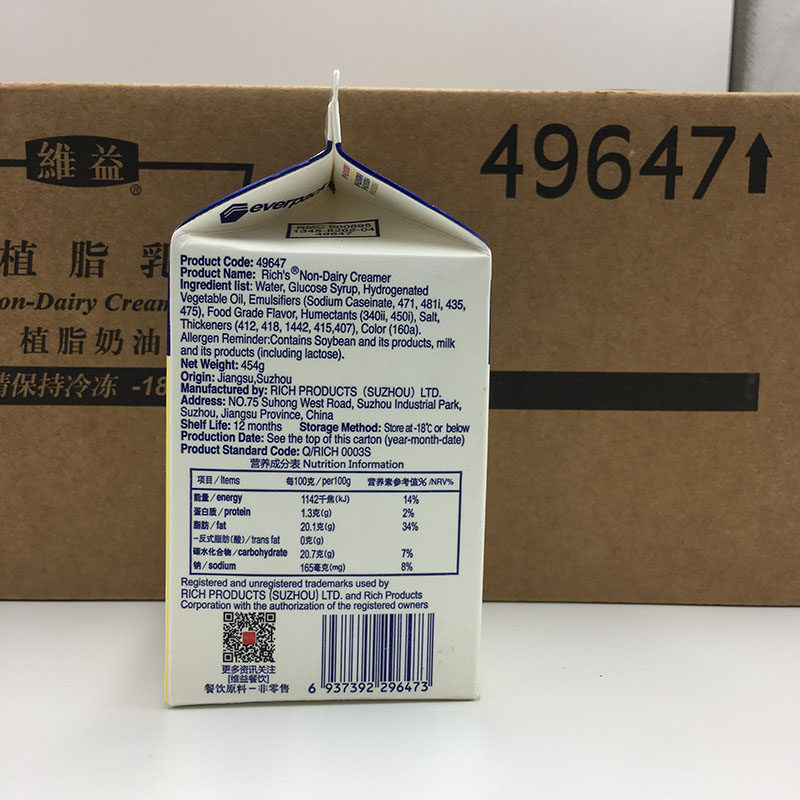 維益
®
49647
植脂乳
on-Dairy Cream
植脂奶油
请保持冷冻 -18
everpac
RMC 900895
1345-8262-04
49647
Product Code: 49647
Product Name: Rich's® Non-Dairy Creamer
Ingredient list: Water, Glucose Syrup, Hydrogenated
Vegetable Oil, Emulsifiers (Sodium Caseinate, 471, 481i, 435,
475), Food Grade Flavor, Humectants (340ii, 450i), Salt,
Thickeners (412, 418, 1442, 415,407), Color (160a).
Allergen Reminder:Contains Soybean and its products, milk
and its products (including lactose).
Net Weight: 454g
Origin: Jiangsu,Suzhou
Manufactured by: RICH PRODUCTS (SUZHOU) LTD.
Address: NO.75 Suhong West Road, Suzhou Industrial Park,
Suzhou, Jiangsu Province, China
Shelf Life: 12 months Storage Method: Store at -18℃ or below
Production Date: See the top of this carton (year-month-date)
Product Standard Code: Q/RICH 0003S
营养成分表 Nutrition Information
项目/Items 每100克/per100g 营养素参考值%/NRV%
能量/energy 1142千焦(kJ) 14%
蛋白质/protein 1.3克(g) 2%
脂肪/fat 20.1克(g) 34%
-反式脂肪(酸)/trans fat 0克(g)
碳水化合物/carbohydrate 20.7克(g) 7%
钠/sodium 165毫克(mg) 8%
Registered and unregistered trademarks used by
RICH PRODUCTS (SUZHOU) LTD. and Rich Products
Corporation with the authorization of the registered owners
更多资讯关注
[维益餐饮]
餐饮原料－非零售
6 937392 296473